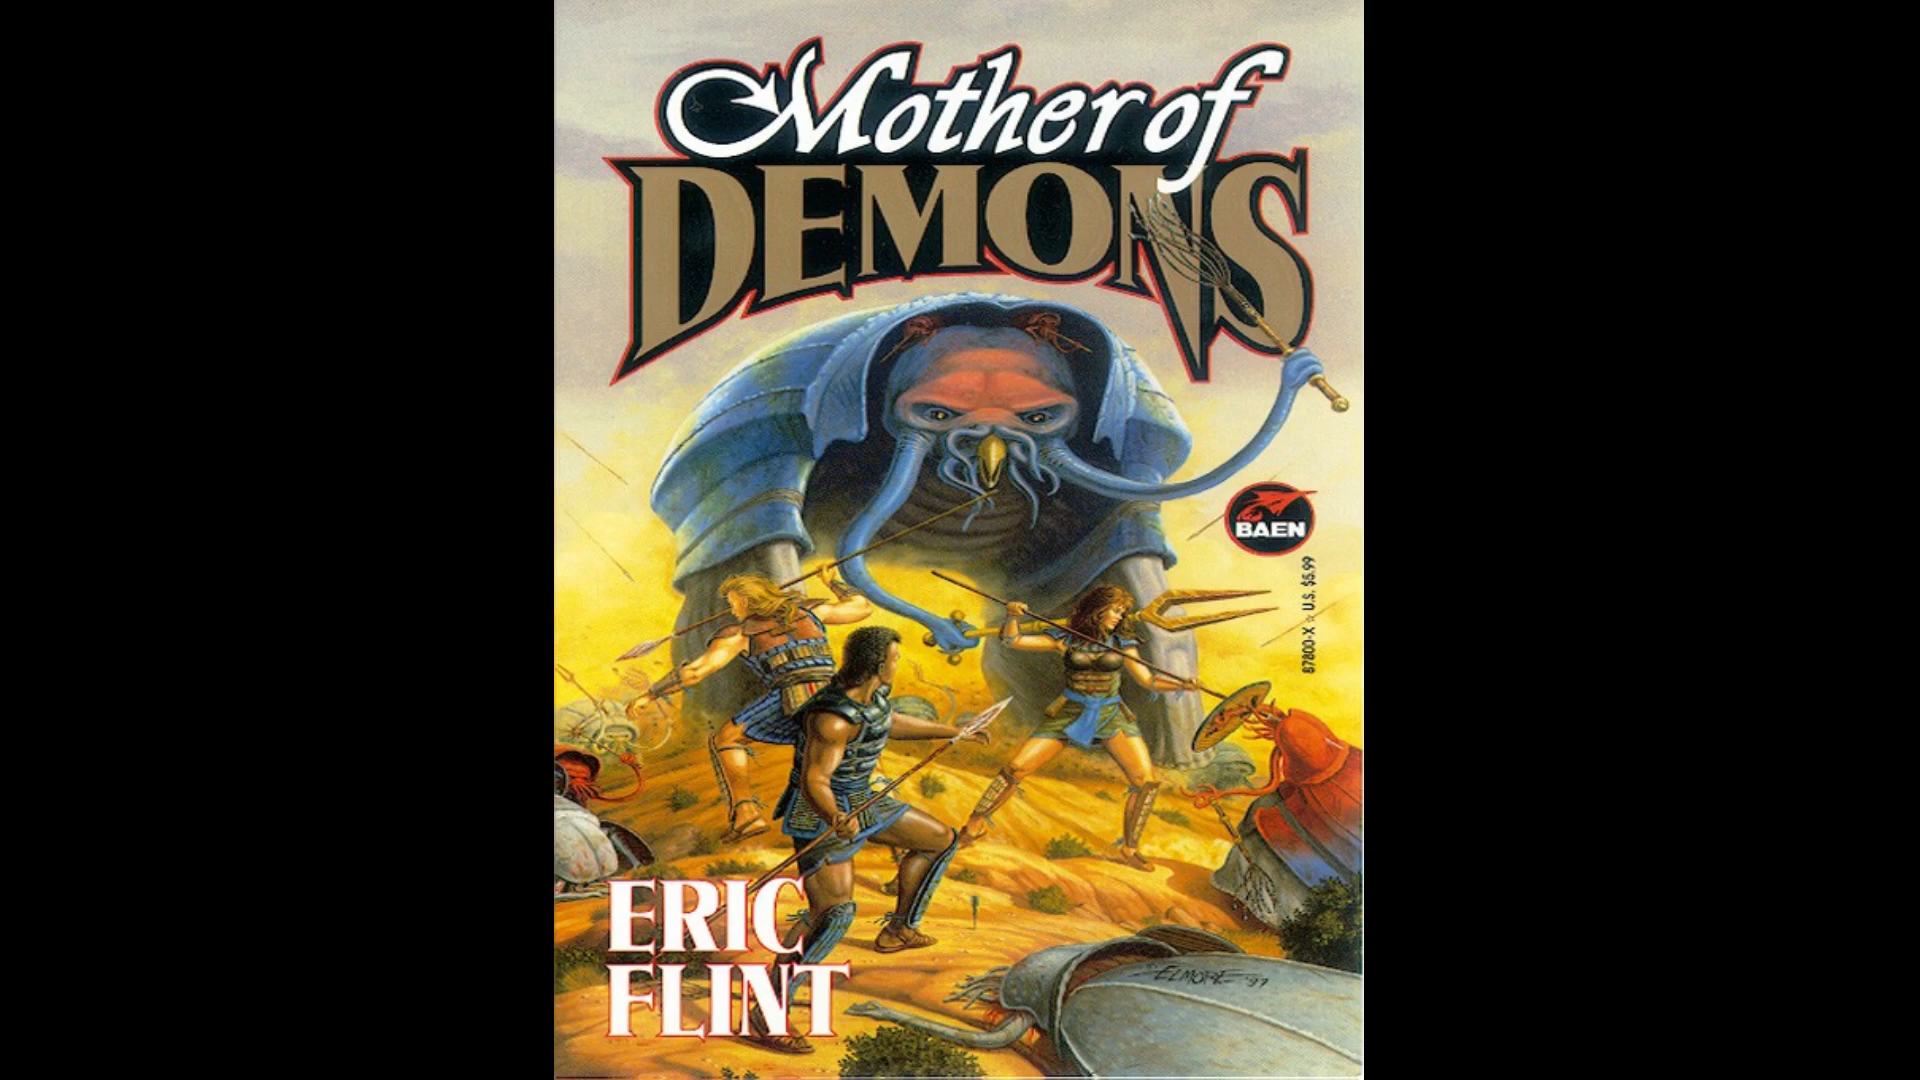 Mother of
DEMONS
BAEN
87800-X ☆ U.S. $5.99
ERIC
FLINT
ELMORE '97